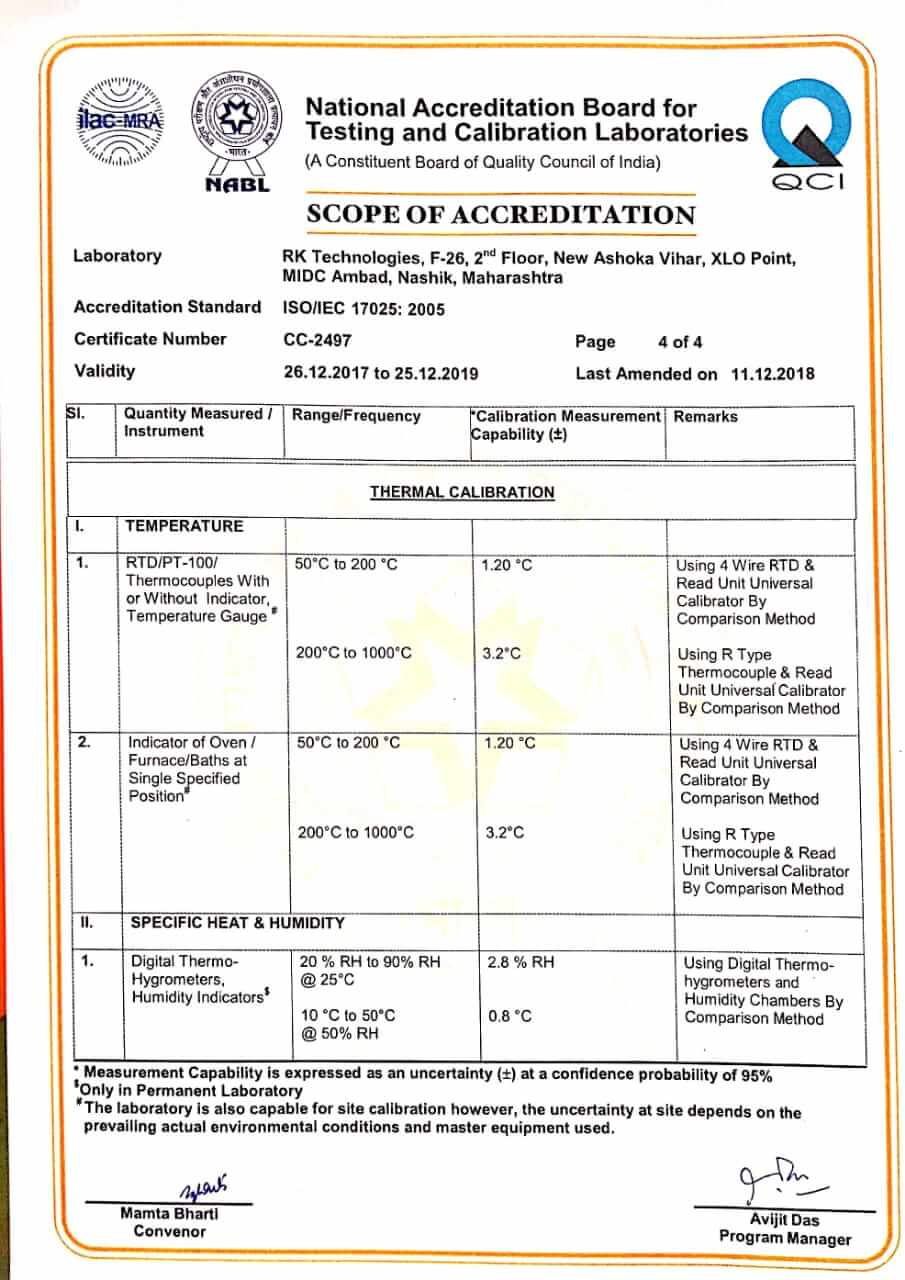 ilac-MRA
NABL
National Accreditation Board for
Testing and Calibration Laboratories
(A Constituent Board of Quality Council of India)
QCI
SCOPE OF ACCREDITATION
Laboratory RK Technologies, F-26, 2nd Floor, New Ashoka Vihar, XLO Point,
MIDC Ambad, Nashik, Maharashtra
Accreditation Standard ISO/IEC 17025: 2005
Certificate Number CC-2497 Page 4 of 4
Validity 26.12.2017 to 25.12.2019 Last Amended on 11.12.2018
Sl. Quantity Measured / Range/Frequency *Calibration Measurement Remarks
Instrument Capability (±)
THERMAL CALIBRATION
I. TEMPERATURE
1. RTD/PT-100/ 50°C to 200 °C 1.20 °C Using 4 Wire RTD &
Thermocouples With Read Unit Universal
or Without Indicator, Calibrator By
Temperature Gauge # Comparison Method
200°C to 1000°C 3.2°C Using R Type
Thermocouple & Read
Unit Universal Calibrator
By Comparison Method
2. Indicator of Oven / 50°C to 200 °C 1.20 °C Using 4 Wire RTD &
Furnace/Baths at Read Unit Universal
Single Specified Calibrator By
Position# Comparison Method
200°C to 1000°C 3.2°C Using R Type
Thermocouple & Read
Unit Universal Calibrator
By Comparison Method
II. SPECIFIC HEAT & HUMIDITY
1. Digital Thermo- 20 % RH to 90% RH 2.8 % RH Using Digital Thermo-
Hygrometers, @ 25°C hygrometers and
Humidity Indicators$ Humidity Chambers By
10 °C to 50°C 0.8 °C Comparison Method
@ 50% RH
* Measurement Capability is expressed as an uncertainty (±) at a confidence probability of 95%
$Only in Permanent Laboratory
#The laboratory is also capable for site calibration however, the uncertainty at site depends on the
prevailing actual environmental conditions and master equipment used.
Mamta Bharti Avijit Das
Convenor Program Manager